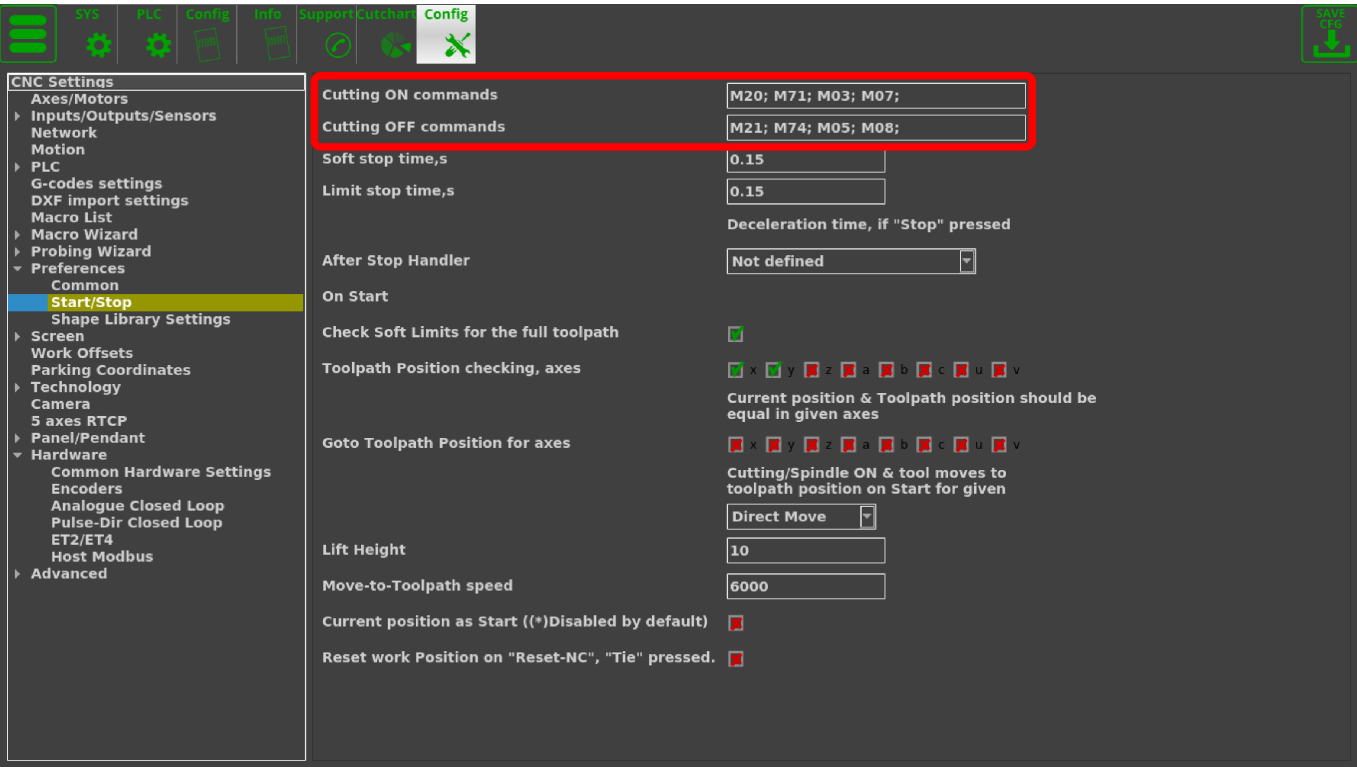 SYS PLC Config Info Support Cutchart Config SAVE CFG
CNC Settings
Axes/Motors
Inputs/Outputs/Sensors
Network
Motion
PLC
G-codes settings
DXF import settings
Macro List
Macro Wizard
Probing Wizard
Preferences
Common
Start/Stop
Shape Library Settings
Screen
Work Offsets
Parking Coordinates
Technology
Camera
5 axes RTCP
Panel/Pendant
Hardware
Common Hardware Settings
Encoders
Analogue Closed Loop
Pulse-Dir Closed Loop
ET2/ET4
Host Modbus
Advanced
Cutting ON commands M20; M71; M03; M07;
Cutting OFF commands M21; M74; M05; M08;
Soft stop time,s 0.15
Limit stop time,s 0.15
Deceleration time, if "Stop" pressed
After Stop Handler Not defined
On Start
Check Soft Limits for the full toolpath
Toolpath Position checking, axes x y z a b c u v
Current position & Toolpath position should be
equal in given axes
Goto Toolpath Position for axes x y z a b c u v
Cutting/Spindle ON & tool moves to
toolpath position on Start for given
Direct Move
Lift Height 10
Move-to-Toolpath speed 6000
Current position as Start ((*)Disabled by default)
Reset work Position on "Reset-NC", "Tie" pressed.